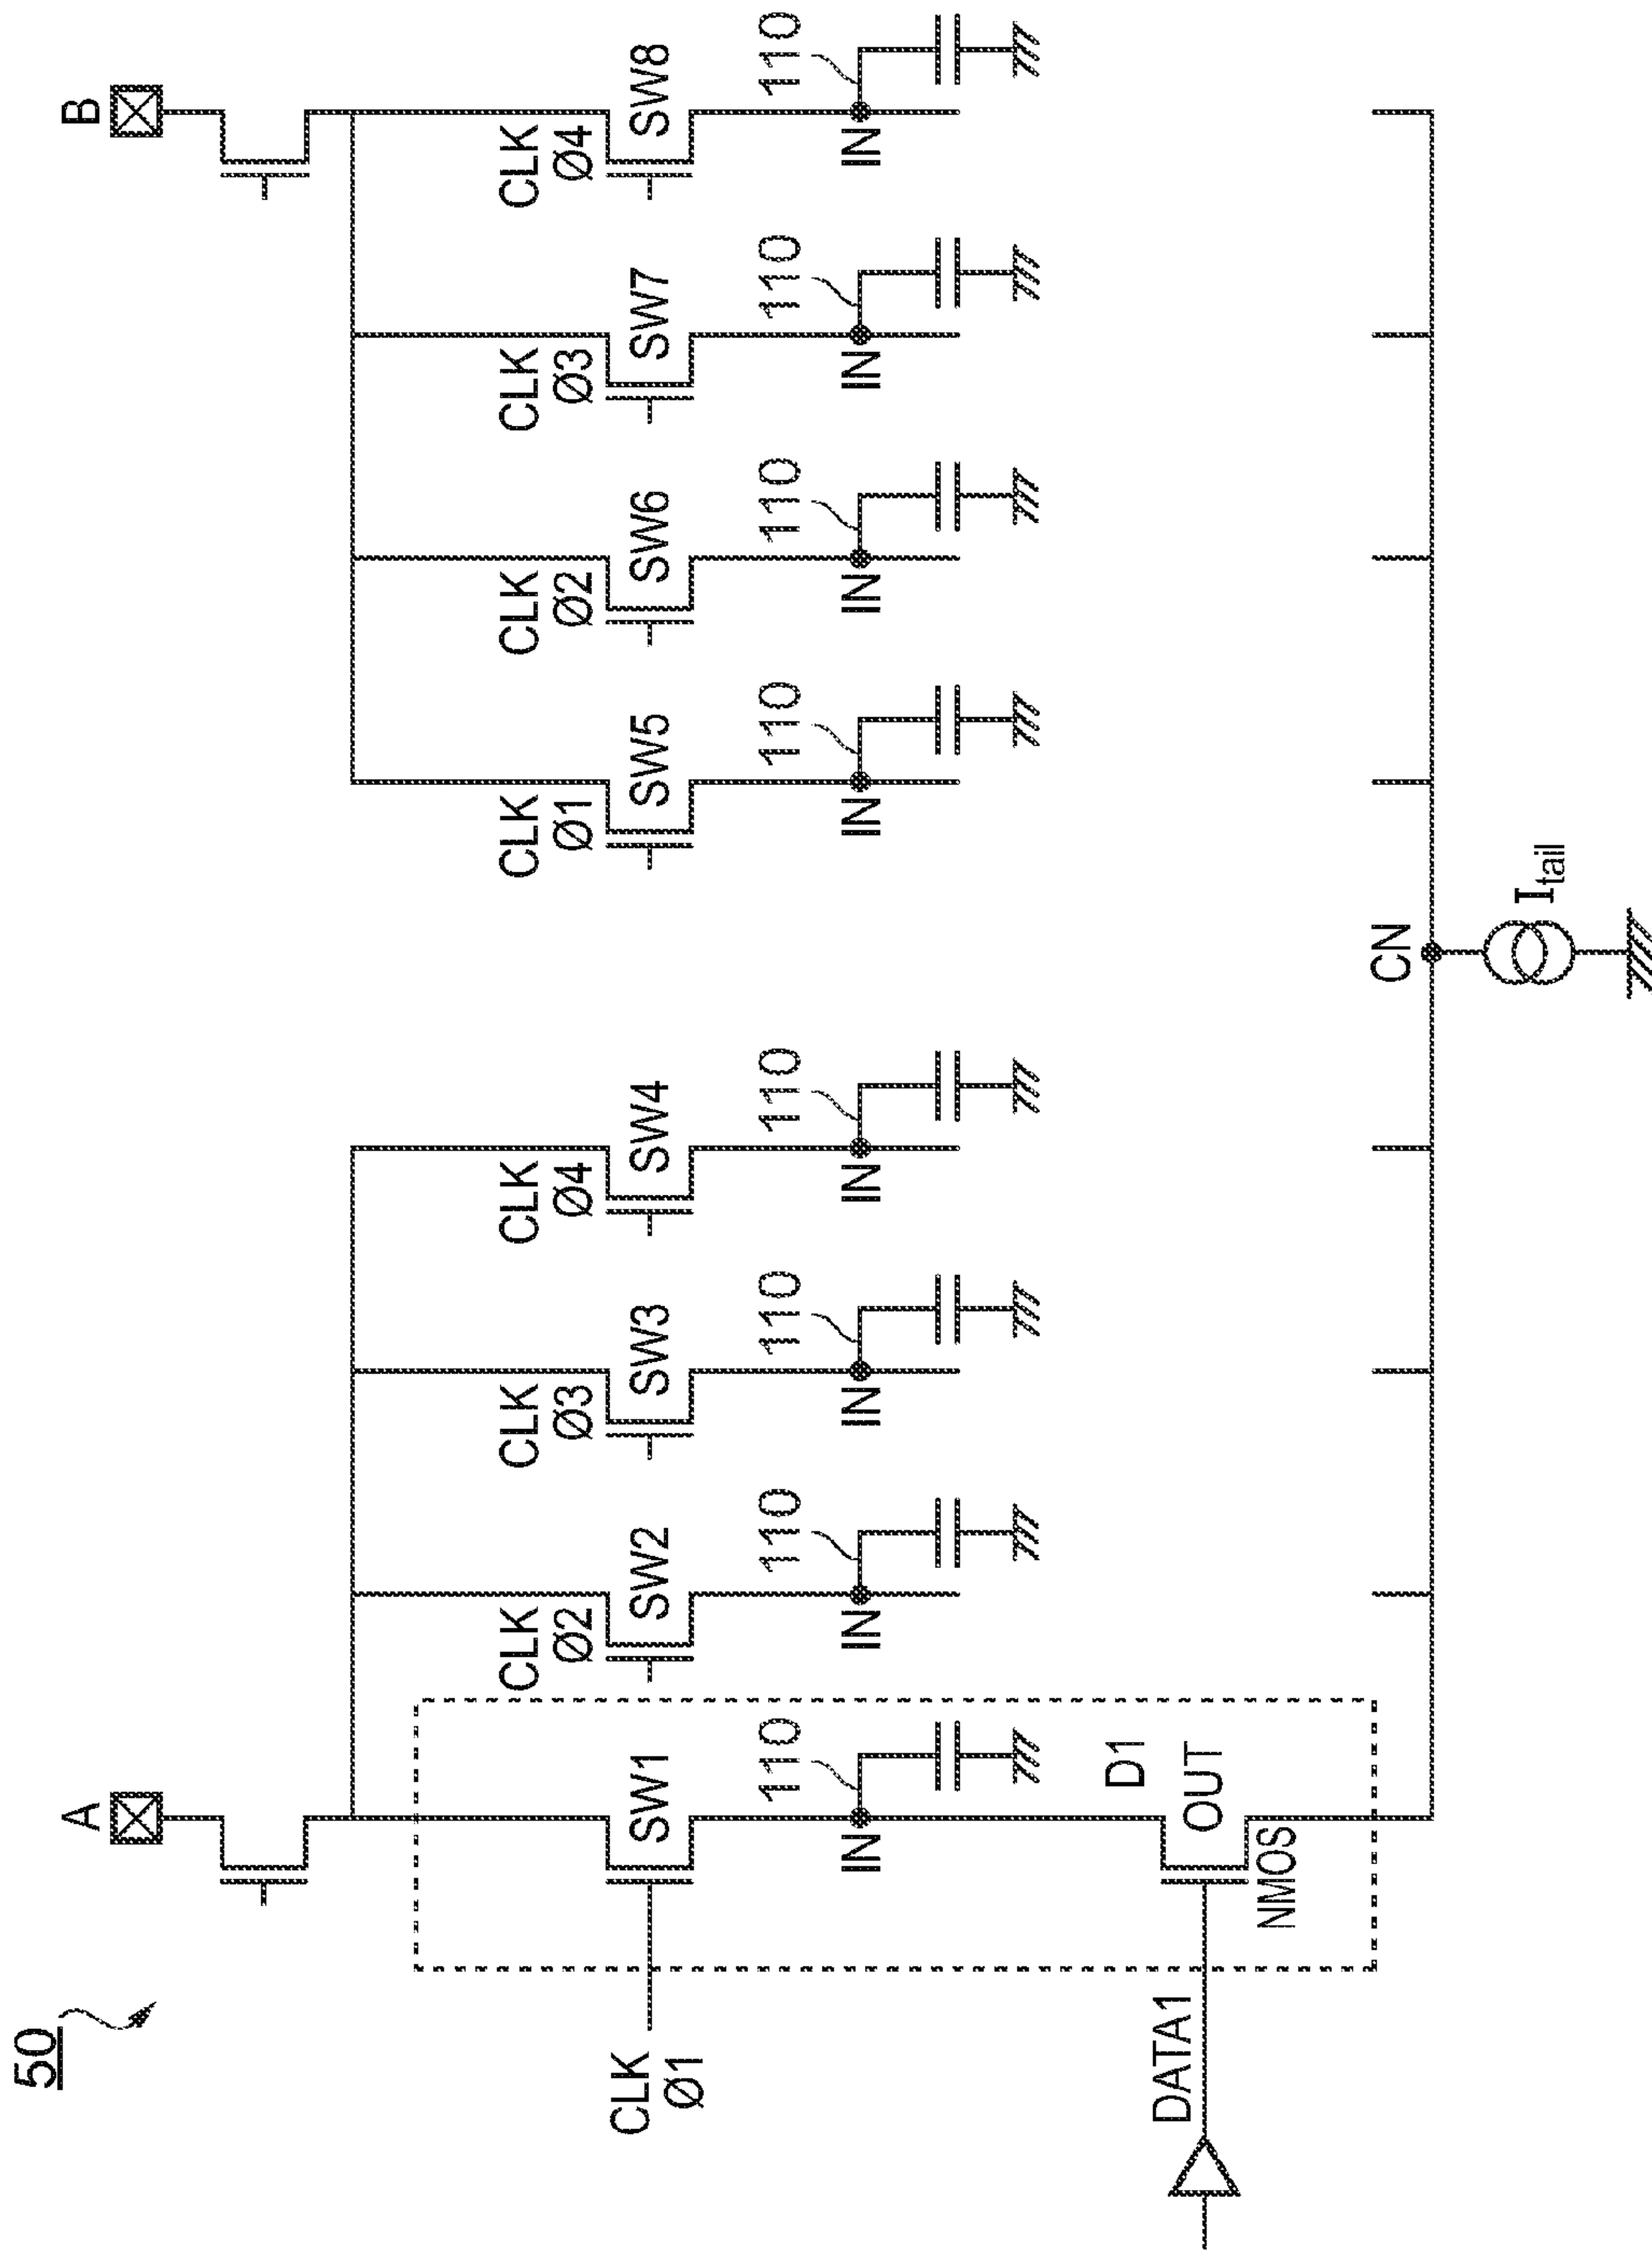 50
A
B
CLK
Ø1
SW1
CLK
Ø2
SW2
CLK
Ø3
SW3
CLK
Ø4
SW4
CLK
Ø1
SW5
CLK
Ø2
SW6
CLK
Ø3
SW7
CLK
Ø4
SW8
110
110
110
110
110
110
110
110
IN
IN
IN
IN
IN
IN
IN
IN
DATA1
D1
OUT
NMOS
CN
Itail